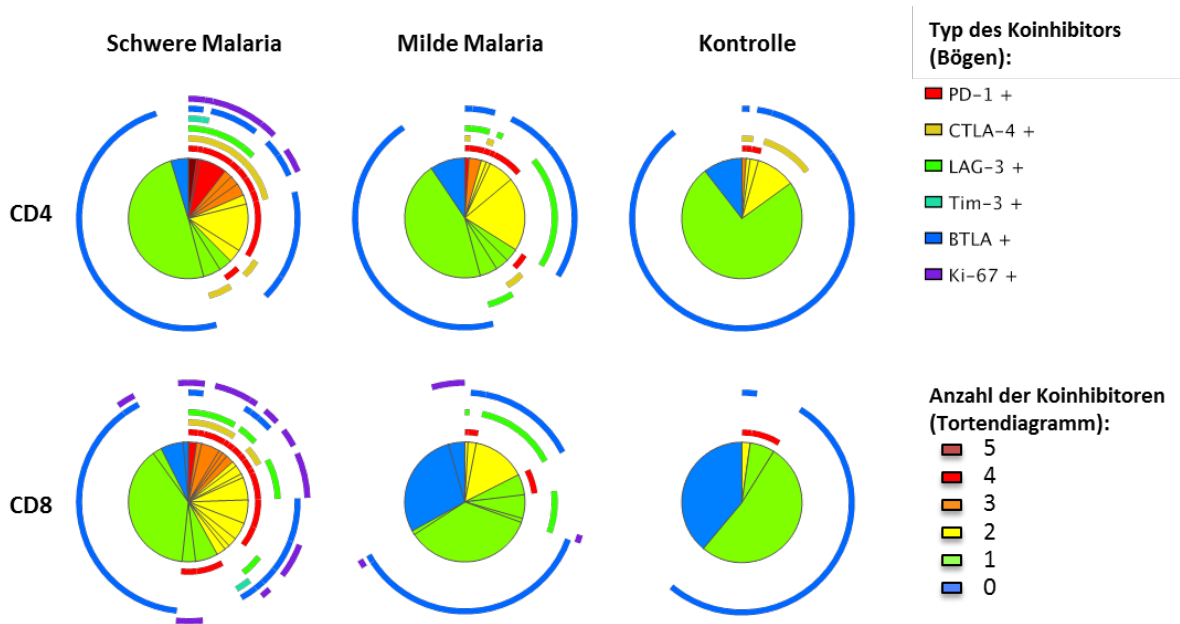 Schwere Malaria
Milde Malaria
Kontrolle
Typ des Koinhibitors
(Bögen):
PD-1 +
CTLA-4 +
LAG-3 +
Tim-3 +
BTLA +
Ki-67 +
CD4
CD8
Anzahl der Koinhibitoren
(Tortendiagramm):
5
4
3
2
1
0